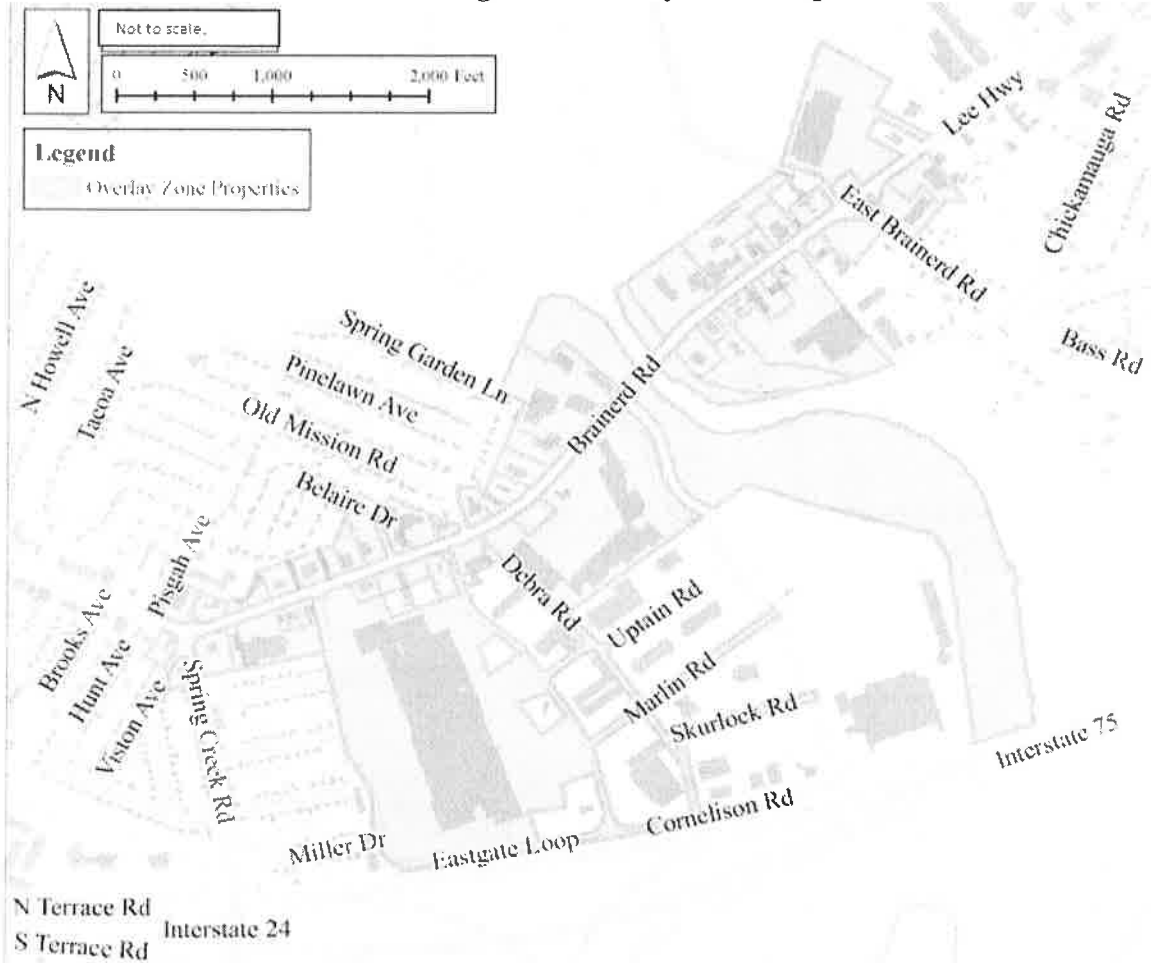 Not to scale.
0 500 1,000 2,000 Feet
N
Legend
Overlay Zone Properties
Lee Hwy
Chickamauga Rd
East Brainerd Rd
Bass Rd
N Howell Ave
Tacoa Ave
Spring Garden Ln
Pinelawn Ave
Old Mission Rd
Belaire Dr
Brainerd Rd
Pisgah Ave
Brooks Ave
Hunt Ave
Viston Ave
Spring Creek Rd
Debra Rd
Uptain Rd
Marlin Rd
Skurlock Rd
Interstate 75
Cornelison Rd
Miller Dr
Eastgate Loop
N Terrace Rd
Interstate 24
S Terrace Rd